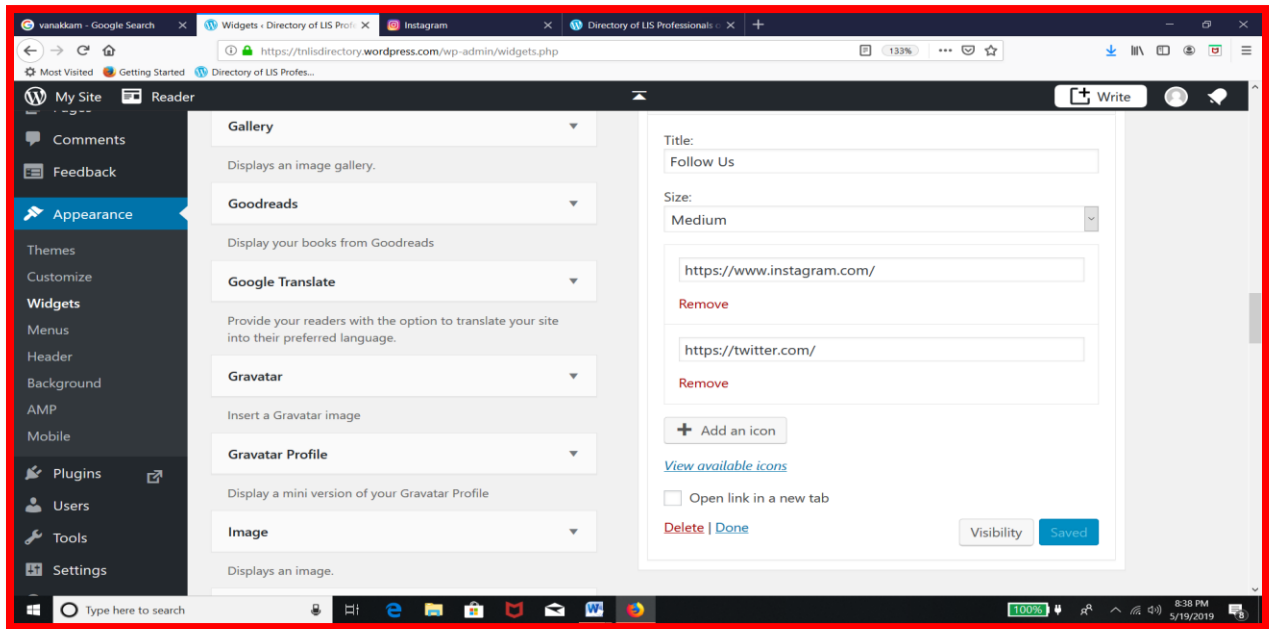 vanakkam - Google Search
Widgets ‹ Directory of LIS Profe
Instagram
Directory of LIS Professionals o
https://tnlisdirectory.wordpress.com/wp-admin/widgets.php
133%
Most Visited
Getting Started
Directory of LIS Profes...
My Site
Reader
Write
Pages
Comments
Feedback
Appearance
Themes
Customize
Widgets
Menus
Header
Background
AMP
Mobile
Plugins
Users
Tools
Settings
Gallery
Displays an image gallery.
Goodreads
Display your books from Goodreads
Google Translate
Provide your readers with the option to translate your site
into their preferred language.
Gravatar
Insert a Gravatar image
Gravatar Profile
Display a mini version of your Gravatar Profile
Image
Displays an image.
Title:
Follow Us
Size:
Medium
https://www.instagram.com/
Remove
https://twitter.com/
Remove
Add an icon
View available icons
Open link in a new tab
Delete | Done
Visibility
Saved
Type here to search
100%
8:38 PM
5/19/2019